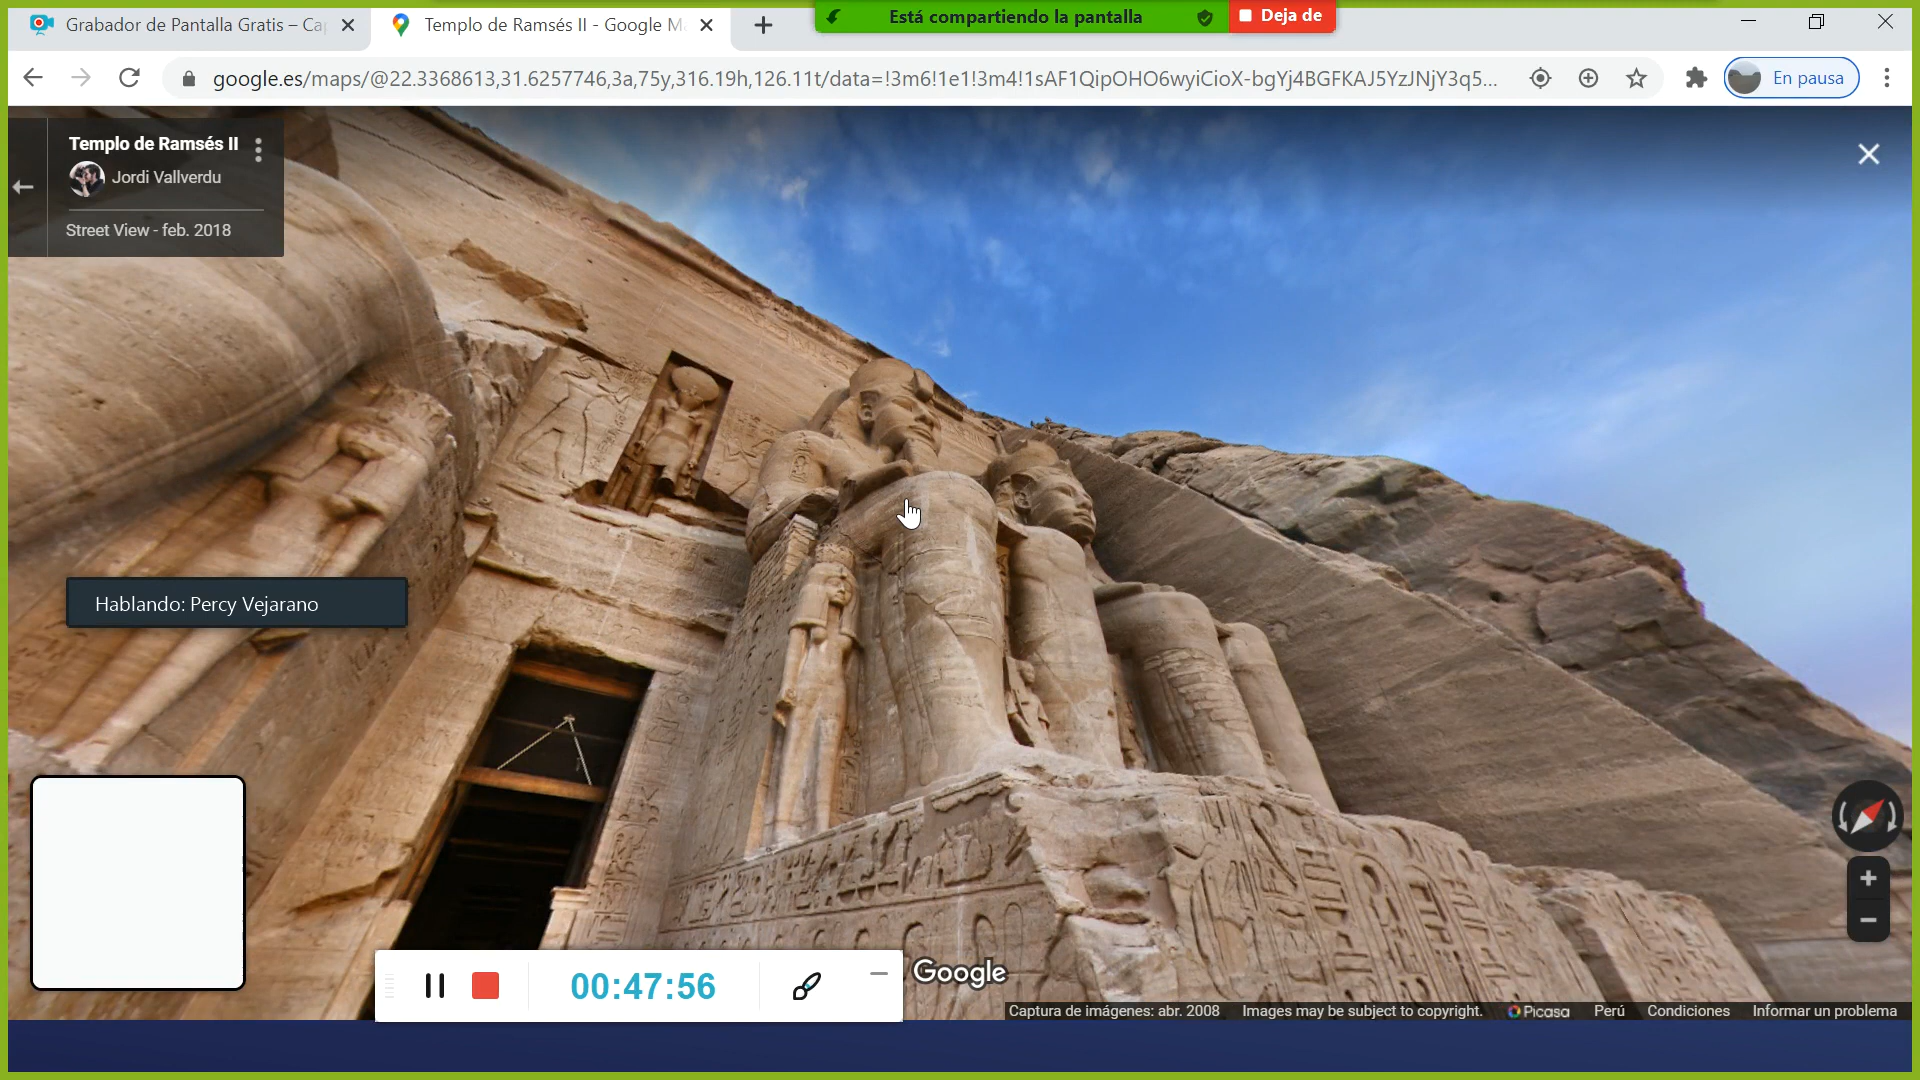 Grabador de Pantalla Gratis – Ca
Templo de Ramsés II - Google M
Está compartiendo la pantalla
Deja de
google.es/maps/@22.3368613,31.6257746,3a,75y,316.19h,126.11t/data=!3m6!1e1!3m4!1sAF1QipOHO6wyiCioX-bgYj4BGFKAJ5YzJNjY3q5...
En pausa
Templo de Ramsés II
Jordi Vallverdu
Street View - feb. 2018
Hablando: Percy Vejarano
00:47:56
Google
Captura de imágenes: abr. 2008 Images may be subject to copyright. Picasa Perú Condiciones Informar un problema